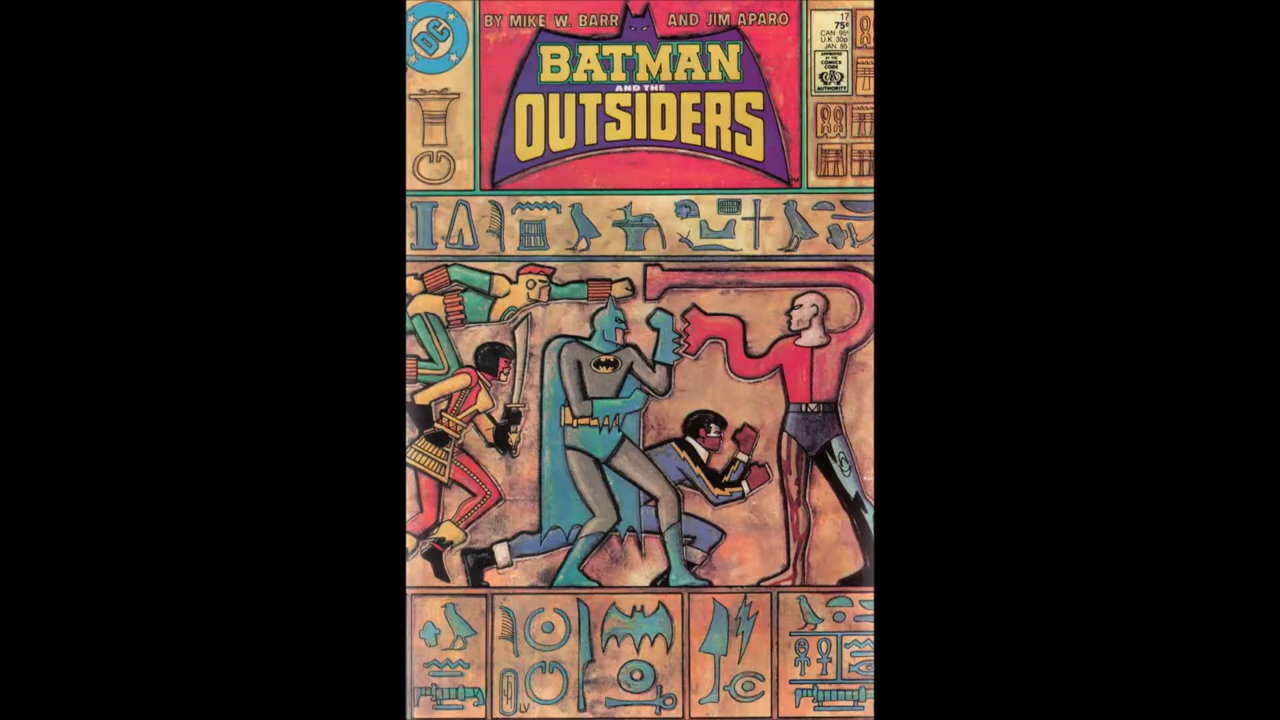 DC
BY MIKE W. BARR AND JIM APARO
BATMAN
AND THE
OUTSIDERS
TM
17
75¢
CAN 95¢
U.K. 30p
JAN. 85
APPROVED
BY THE
COMICS
CODE
AUTHORITY